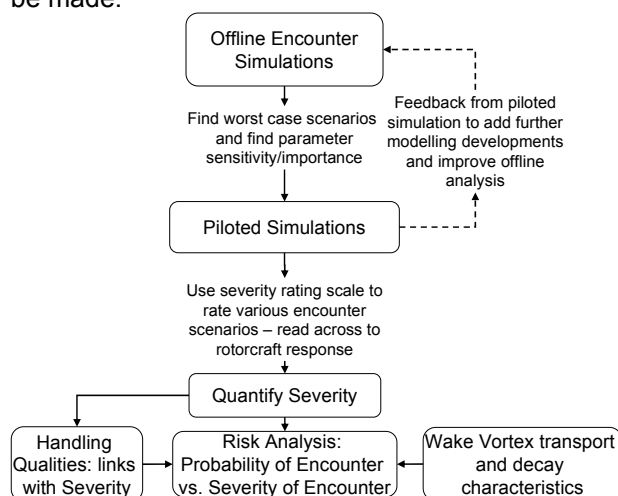 be made.
Offline Encounter
Simulations
Find worst case scenarios
and find parameter
sensitivity/importance
Feedback from piloted
simulation to add further
modelling developments
and improve offline
analysis
Piloted Simulations
Use severity rating scale to
rate various encounter
scenarios – read across to
rotorcraft response
Quantify Severity
Handling
Qualities: links
with Severity
Risk Analysis:
Probability of Encounter
vs. Severity of Encounter
Wake Vortex transport
and decay
characteristics